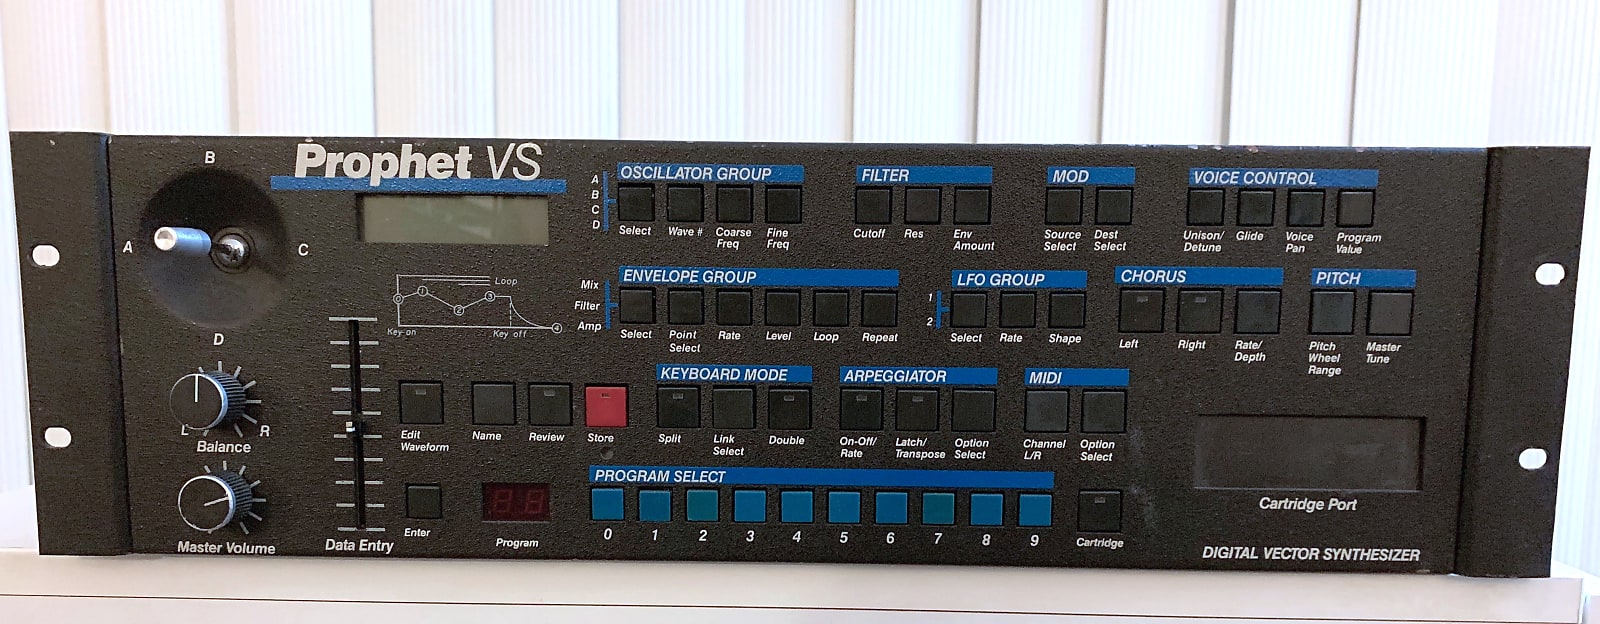 Prophet VS
B
A
C
D
L
R
Balance
Master Volume
Loop
0
1
2
3
4
Key on
Key off
Data Entry
Edit
Waveform
Name
Review
Store
Enter
Program
A
B
C
D
OSCILLATOR GROUP
Select
Wave #
Coarse
Freq
Fine
Freq
FILTER
Cutoff
Res
Env
Amount
MOD
Source
Select
Dest
Select
VOICE CONTROL
Unison/
Detune
Glide
Voice
Pan
Program
Value
Mix
Filter
Amp
ENVELOPE GROUP
Select
Point
Select
Rate
Level
Loop
Repeat
1
2
LFO GROUP
Select
Rate
Shape
CHORUS
Left
Right
Rate/
Depth
PITCH
Pitch
Wheel
Range
Master
Tune
KEYBOARD MODE
Split
Link
Select
Double
ARPEGGIATOR
On-Off/
Rate
Latch/
Transpose
Option
Select
MIDI
Channel
L/R
Option
Select
PROGRAM SELECT
0 1 2 3 4 5 6 7 8 9
Cartridge
Cartridge Port
DIGITAL VECTOR SYNTHESIZER